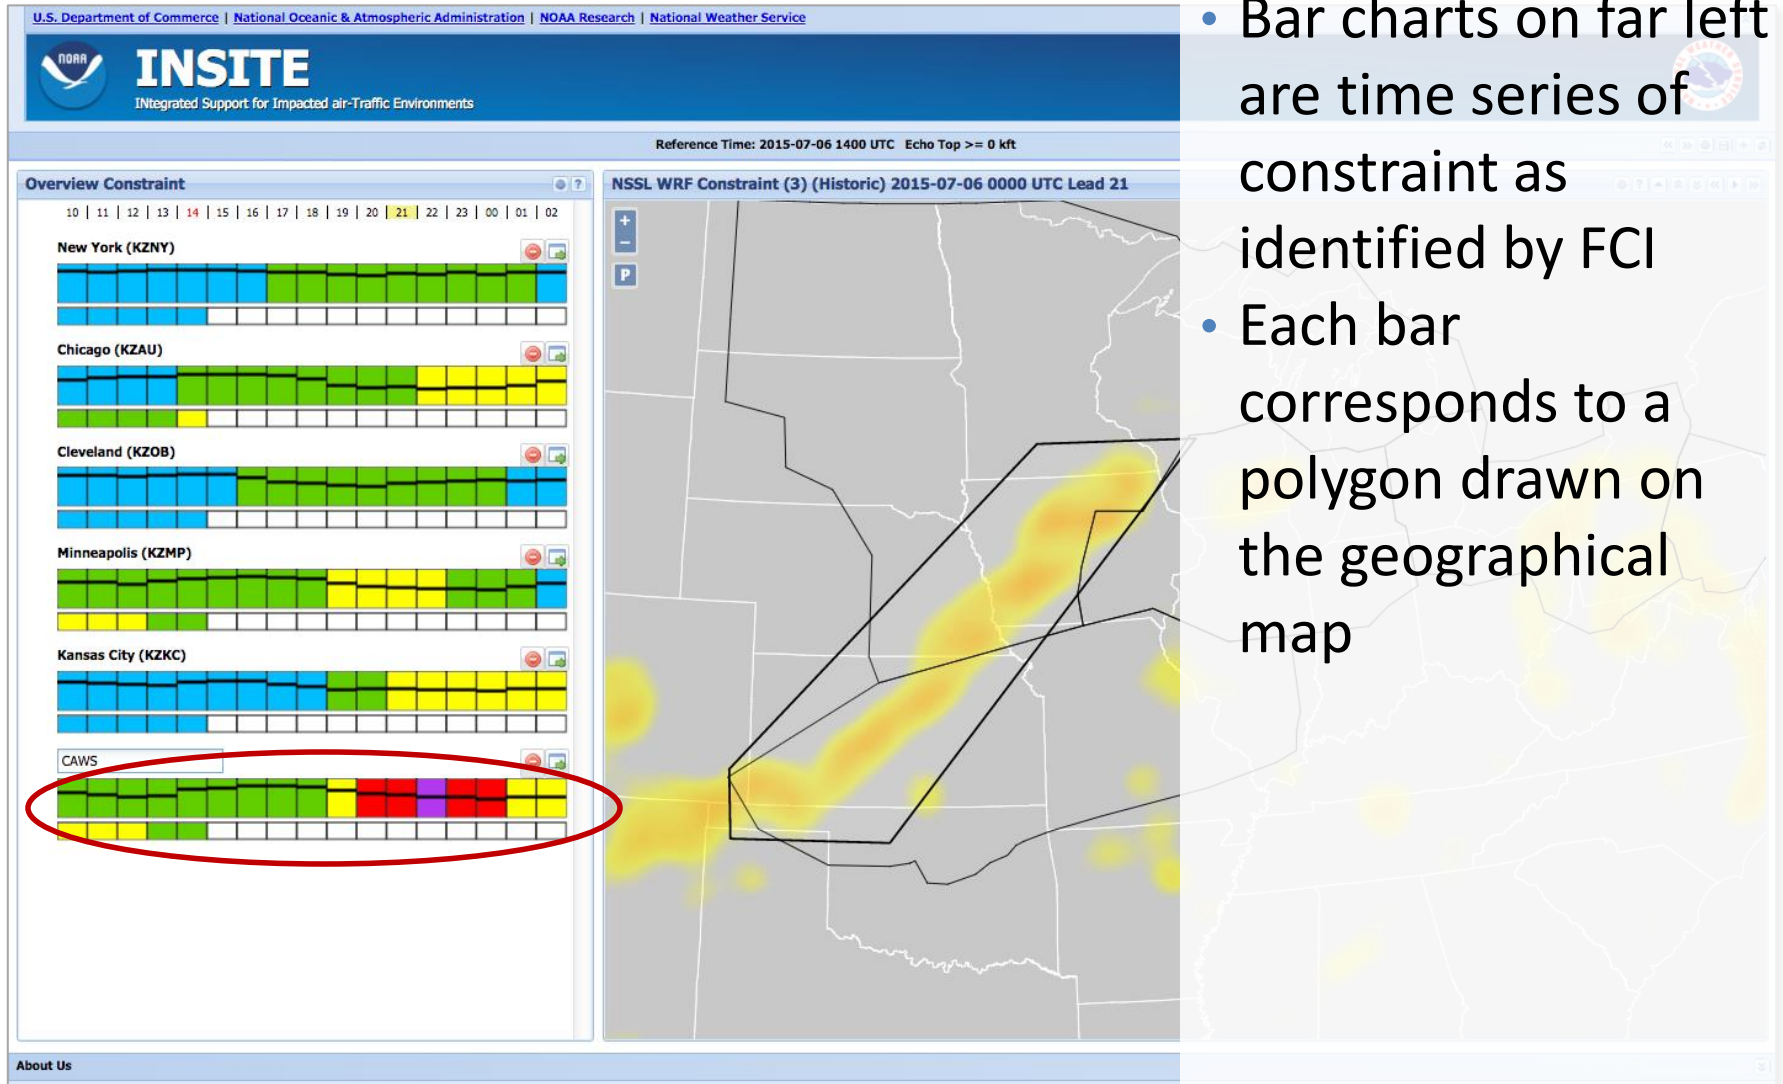 U.S. Department of Commerce | National Oceanic & Atmospheric Administration | NOAA Research | National Weather Service
NOAA
INSITE
INtegrated Support for Impacted air-Traffic Environments
Reference Time: 2015-07-06 1400 UTC Echo Top >= 0 kft
Overview Constraint
?
10 | 11 | 12 | 13 | 14 | 15 | 16 | 17 | 18 | 19 | 20 | 21 | 22 | 23 | 00 | 01 | 02
New York (KZNY)
Chicago (KZAU)
Cleveland (KZOB)
Minneapolis (KZMP)
Kansas City (KZKC)
CAWS
NSSL WRF Constraint (3) (Historic) 2015-07-06 0000 UTC Lead 21
+
−
P
• Bar charts on far left
are time series of
constraint as
identified by FCI
• Each bar
corresponds to a
polygon drawn on
the geographical
map
About Us